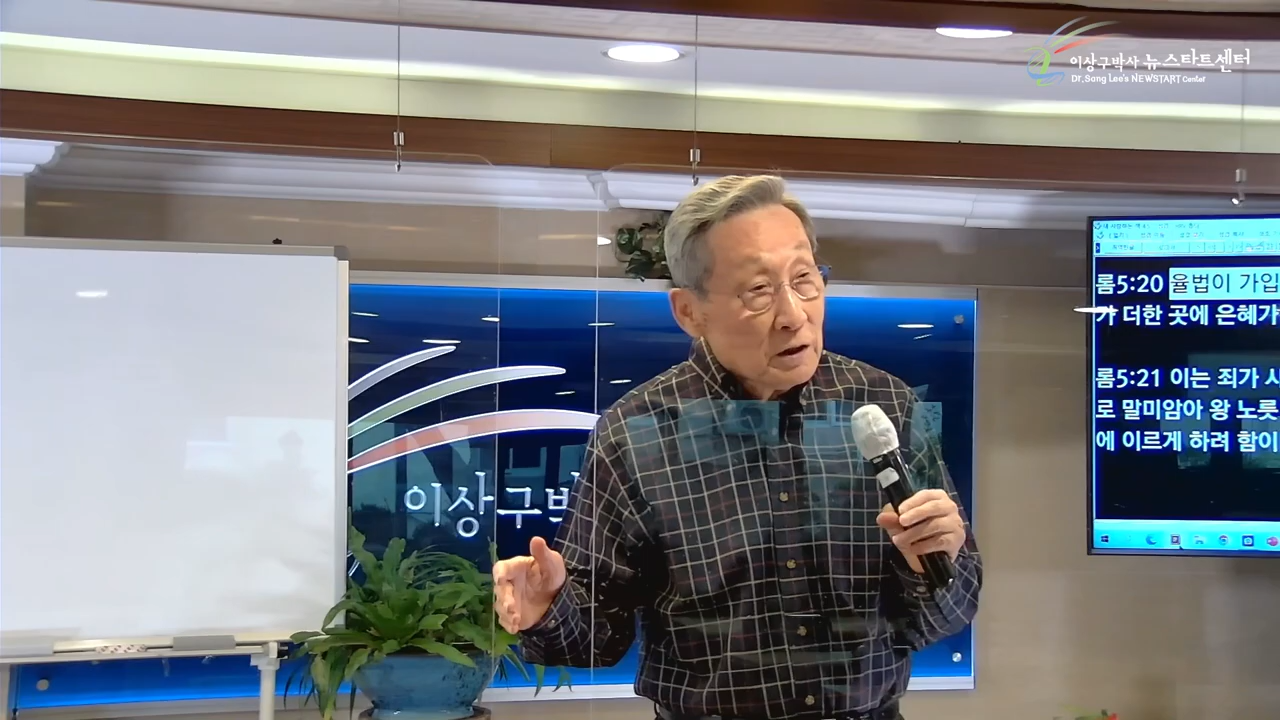 이상구박사 뉴스타트센터
Dr. Sang Lee's NEWSTART Center
롬5:20 율법이 가입
가 더한 곳에 은혜가
롬5:21 이는 죄가 사
로 말미암아 왕 노릇
에 이르게 하려 함이
이상구박